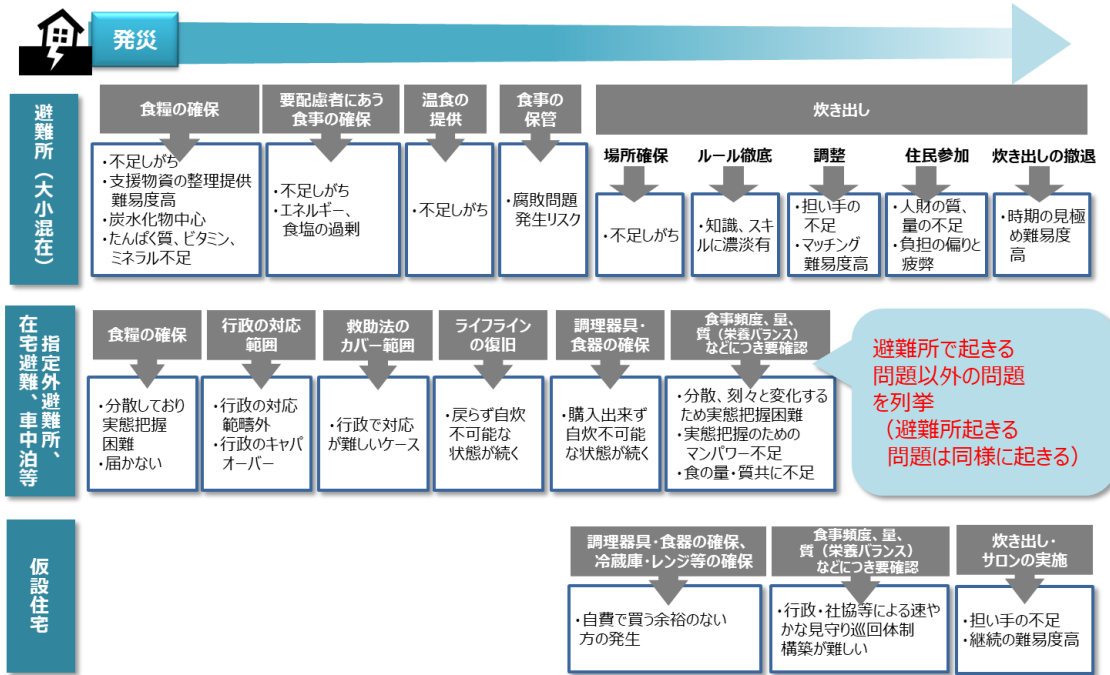 発災
避難所（大小混在）
食糧の確保
・不足しがち
・支援物資の整理提供
難易度高
・炭水化物中心
・たんぱく質、ビタミン、
ミネラル不足
要配慮者にあう
食事の確保
・不足しがち
・エネルギー、
食塩の過剰
温食の
提供
・不足しがち
食事の
保管
・腐敗問題
発生リスク
炊き出し
場所確保
・不足しがち
ルール徹底
・知識、スキ
ルに濃淡有
調整
・担い手の
不足
・マッチング
難易度高
住民参加
・人財の質、
量の不足
・負担の偏りと
疲弊
炊き出しの撤退
・時期の見極
め難易度
高
指定外避難所、
在宅避難、車中泊等
食糧の確保
・分散しており
実態把握
困難
・届かない
行政の対応
範囲
・行政の対応
範疇外
・行政のキャパ
オーバー
救助法の
カバー範囲
・行政で対応
が難しいケース
ライフライン
の復旧
・戻らず自炊
不可能な
状態が続く
調理器具・
食器の確保
・購入出来ず
自炊不可能
な状態が続く
食事頻度、量、
質（栄養バランス）
などにつき要確認
・分散、刻々と変化する
ため実態把握困難
・実態把握のための
マンパワー不足
・食の量・質共に不足
避難所で起きる
問題以外の問題
を列挙
（避難所起きる
問題は同様に起きる）
仮設住宅
調理器具・食器の確保、
冷蔵庫・レンジ等の確保
・自費で買う余裕のない
方の発生
食事頻度、量、
質（栄養バランス）
などにつき要確認
・行政・社協等による速や
かな見守り巡回体制
構築が難しい
炊き出し・
サロンの実施
・担い手の不足
・継続の難易度高